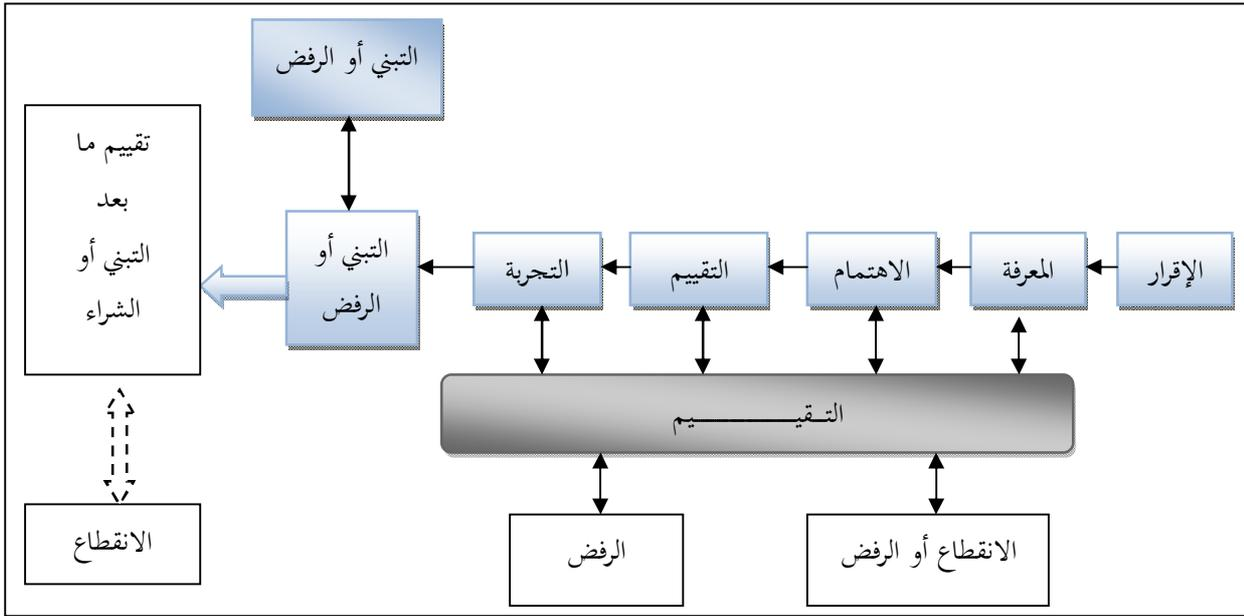 التبني أو الرفض
الإقرار
المعرفة
الاهتمام
التقييم
التجربة
التبني أو
الرفض
تقييم ما
بعد
التبني أو
الشراء
التـقيـــــــــيم
الانقطاع أو الرفض
الرفض
الانقطاع